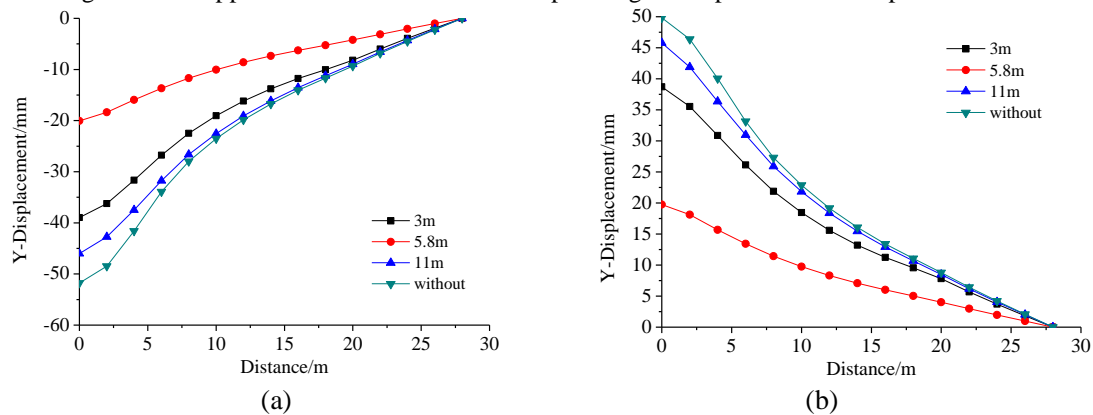 0
-10
-20
-30
-40
-50
-60
Y-Displacement/mm
3m
5.8m
11m
without
0 5 10 15 20 25 30
Distance/m
(a)
50
45
40
35
30
25
20
15
10
5
0
Y-Displacement/mm
3m
5.8m
11m
without
0 5 10 15 20 25 30
Distance/m
(b)